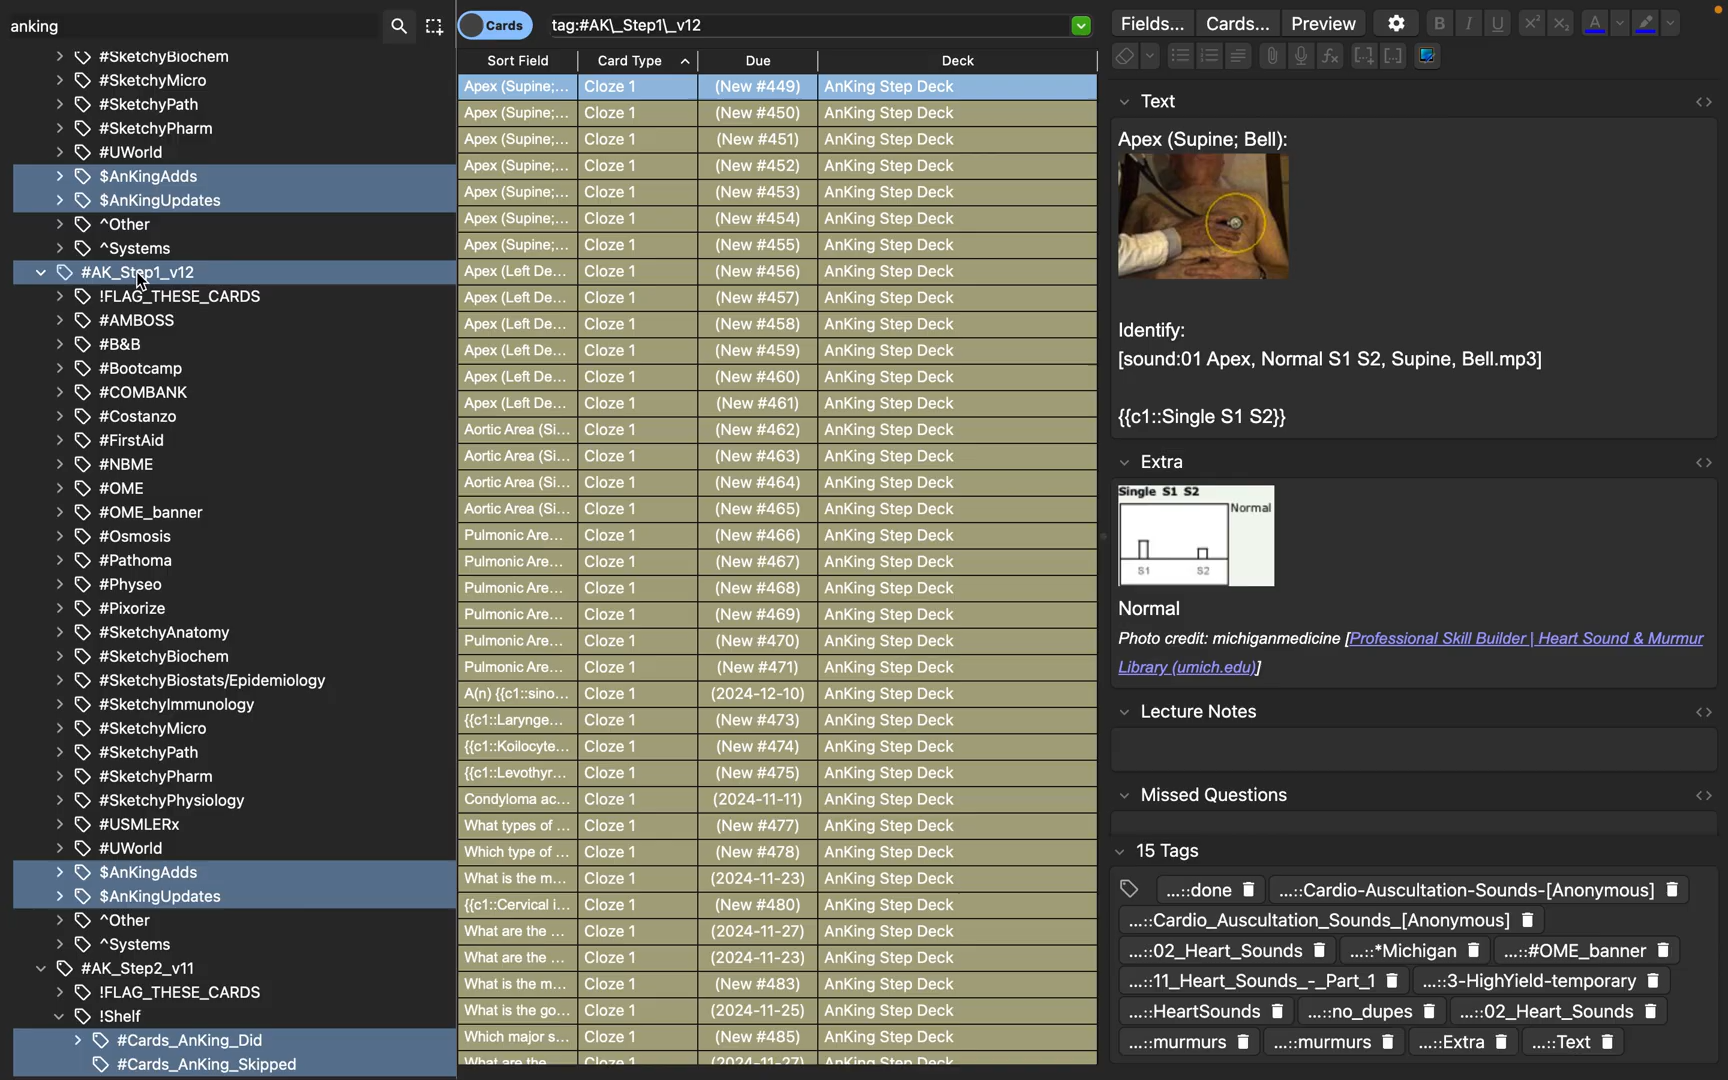 anking
Cards
tag:#AK\_Step1\_v12
Fields...
Cards...
Preview
B
I
U
#SketchyBiochem
#SketchyMicro
#SketchyPath
#SketchyPharm
#UWorld
$AnKingAdds
$AnKingUpdates
^Other
^Systems
#AK_Step1_v12
!FLAG_THESE_CARDS
#AMBOSS
#B&B
#Bootcamp
#COMBANK
#Costanzo
#FirstAid
#NBME
#OME
#OME_banner
#Osmosis
#Pathoma
#Physeo
#Pixorize
#SketchyAnatomy
#SketchyBiochem
#SketchyBiostats/Epidemiology
#SketchyImmunology
#SketchyMicro
#SketchyPath
#SketchyPharm
#SketchyPhysiology
#USMLERx
#UWorld
$AnKingAdds
$AnKingUpdates
^Other
^Systems
#AK_Step2_v11
!FLAG_THESE_CARDS
!Shelf
#Cards_AnKing_Did
#Cards_AnKing_Skipped
Sort Field Card Type Due Deck
Apex (Supine;... Cloze 1 (New #449) AnKing Step Deck
Apex (Supine;... Cloze 1 (New #450) AnKing Step Deck
Apex (Supine;... Cloze 1 (New #451) AnKing Step Deck
Apex (Supine;... Cloze 1 (New #452) AnKing Step Deck
Apex (Supine;... Cloze 1 (New #453) AnKing Step Deck
Apex (Supine;... Cloze 1 (New #454) AnKing Step Deck
Apex (Supine;... Cloze 1 (New #455) AnKing Step Deck
Apex (Left De... Cloze 1 (New #456) AnKing Step Deck
Apex (Left De... Cloze 1 (New #457) AnKing Step Deck
Apex (Left De... Cloze 1 (New #458) AnKing Step Deck
Apex (Left De... Cloze 1 (New #459) AnKing Step Deck
Apex (Left De... Cloze 1 (New #460) AnKing Step Deck
Apex (Left De... Cloze 1 (New #461) AnKing Step Deck
Aortic Area (Si... Cloze 1 (New #462) AnKing Step Deck
Aortic Area (Si... Cloze 1 (New #463) AnKing Step Deck
Aortic Area (Si... Cloze 1 (New #464) AnKing Step Deck
Aortic Area (Si... Cloze 1 (New #465) AnKing Step Deck
Pulmonic Are... Cloze 1 (New #466) AnKing Step Deck
Pulmonic Are... Cloze 1 (New #467) AnKing Step Deck
Pulmonic Are... Cloze 1 (New #468) AnKing Step Deck
Pulmonic Are... Cloze 1 (New #469) AnKing Step Deck
Pulmonic Are... Cloze 1 (New #470) AnKing Step Deck
Pulmonic Are... Cloze 1 (New #471) AnKing Step Deck
A(n) {{c1::sino... Cloze 1 (2024-12-10) AnKing Step Deck
{{c1::Larynge... Cloze 1 (New #473) AnKing Step Deck
{{c1::Koilocyte... Cloze 1 (New #474) AnKing Step Deck
{{c1::Levothyr... Cloze 1 (New #475) AnKing Step Deck
Condyloma ac... Cloze 1 (2024-11-11) AnKing Step Deck
What types of ... Cloze 1 (New #477) AnKing Step Deck
Which type of ... Cloze 1 (New #478) AnKing Step Deck
What is the m... Cloze 1 (2024-11-23) AnKing Step Deck
{{c1::Cervical i... Cloze 1 (New #480) AnKing Step Deck
What are the ... Cloze 1 (2024-11-27) AnKing Step Deck
What are the ... Cloze 1 (2024-11-23) AnKing Step Deck
What is the m... Cloze 1 (New #483) AnKing Step Deck
What is the go... Cloze 1 (2024-11-25) AnKing Step Deck
Which major s... Cloze 1 (New #485) AnKing Step Deck
What are the ... Cloze 1 (2024-11-27) AnKing Step Deck
Text
Apex (Supine; Bell):
Identify:
[sound:01 Apex, Normal S1 S2, Supine, Bell.mp3]
{{c1::Single S1 S2}}
Extra
Single S1 S2
Normal
S1 S2
Normal
Photo credit: michiganmedicine [Professional Skill Builder | Heart Sound & Murmur
Library (umich.edu)]
Lecture Notes
Missed Questions
15 Tags
...::done ...::Cardio-Auscultation-Sounds-[Anonymous]
...::Cardio_Auscultation_Sounds_[Anonymous]
...::02_Heart_Sounds ...::*Michigan ...::#OME_banner
...::11_Heart_Sounds_-_Part_1 ...::3-HighYield-temporary
...::HeartSounds ...::no_dupes ...::02_Heart_Sounds
...::murmurs ...::murmurs ...::Extra ...::Text